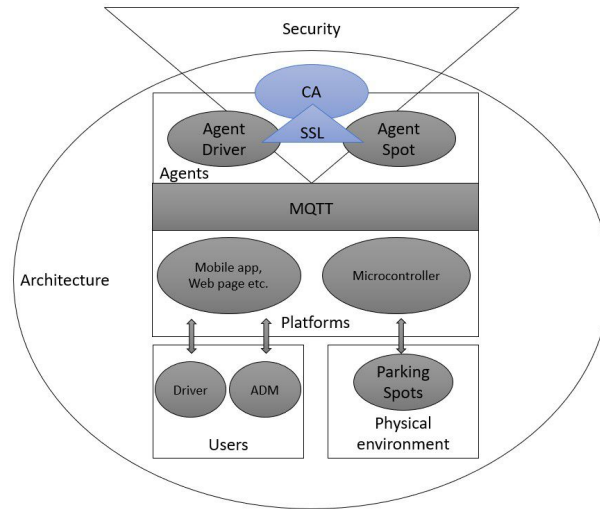 Security
CA
SSL
Agent
Driver
Agent
Spot
Agents
MQTT
Mobile app,
Web page etc.
Microcontroller
Architecture
Platforms
Driver
ADM
Parking
Spots
Users
Physical
environment